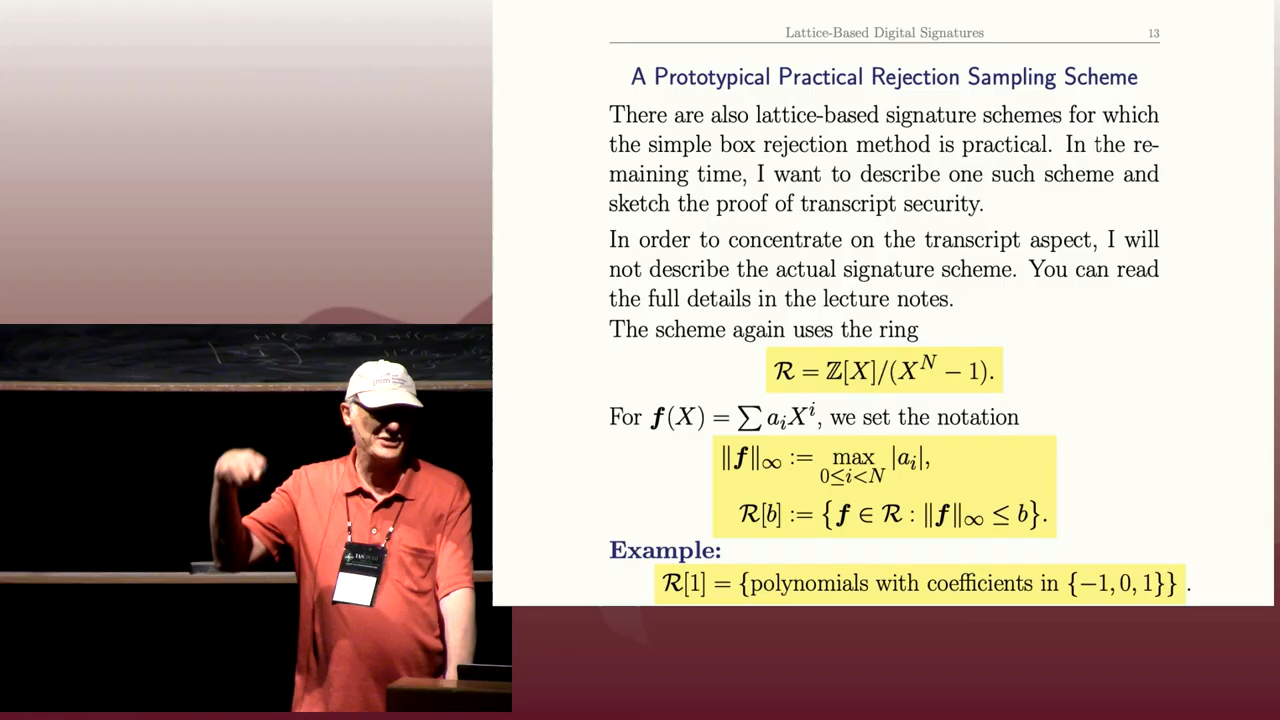 Lattice-Based Digital Signatures 13
A Prototypical Practical Rejection Sampling Scheme
There are also lattice-based signature schemes for which
the simple box rejection method is practical. In the re-
maining time, I want to describe one such scheme and
sketch the proof of transcript security.
In order to concentrate on the transcript aspect, I will
not describe the actual signature scheme. You can read
the full details in the lecture notes.
The scheme again uses the ring
𝓡 = ℤ[X]/(X^N − 1).
For f(X) = ∑ a_i X^i, we set the notation
‖f‖_∞ := max_{0≤i<N} |a_i|,
𝓡[b] := {f ∈ 𝓡 : ‖f‖_∞ ≤ b}.
Example:
𝓡[1] = {polynomials with coefficients in {−1, 0, 1}} .